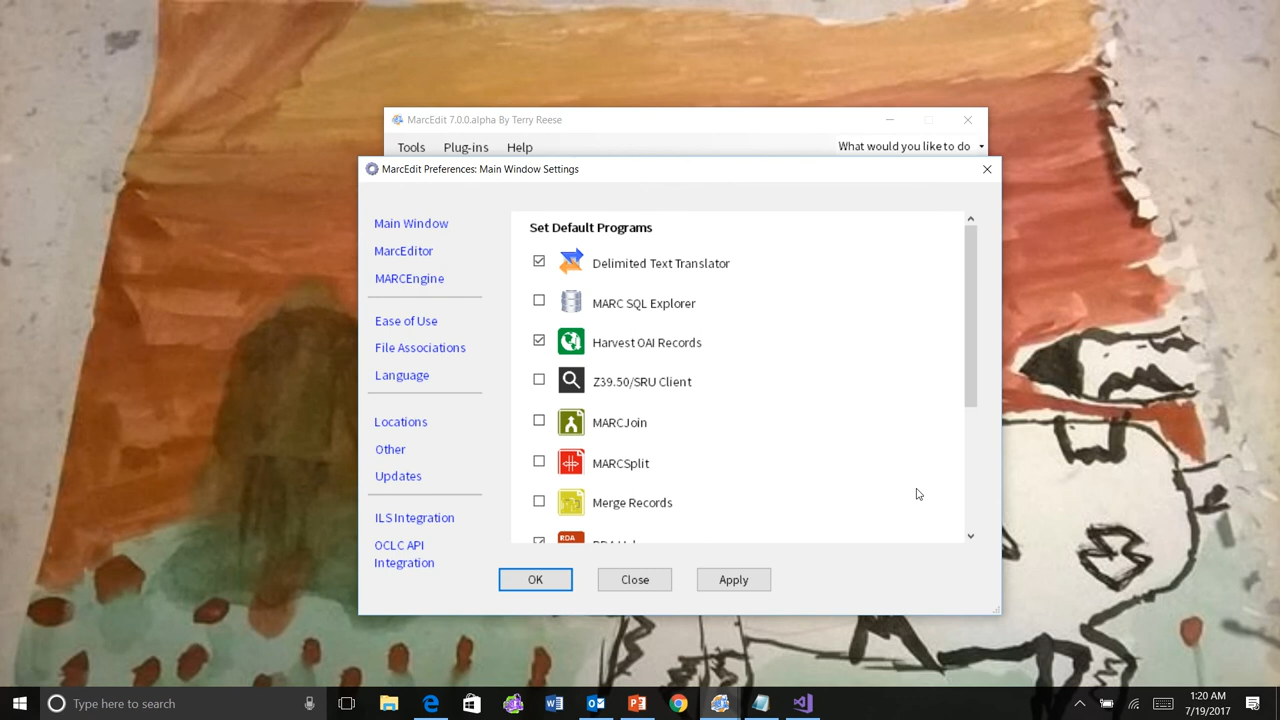 MarcEdit 7.0.0.alpha By Terry Reese
Tools Plug-ins Help What would you like to do
MarcEdit Preferences: Main Window Settings
Main Window
MarcEditor
MARCEngine
Ease of Use
File Associations
Language
Locations
Other
Updates
ILS Integration
OCLC API
Integration
Set Default Programs
Delimited Text Translator
MARC SQL Explorer
Harvest OAI Records
Z39.50/SRU Client
MARCJoin
MARCSplit
Merge Records
RDA
OK Close Apply
Type here to search
1:20 AM
7/19/2017